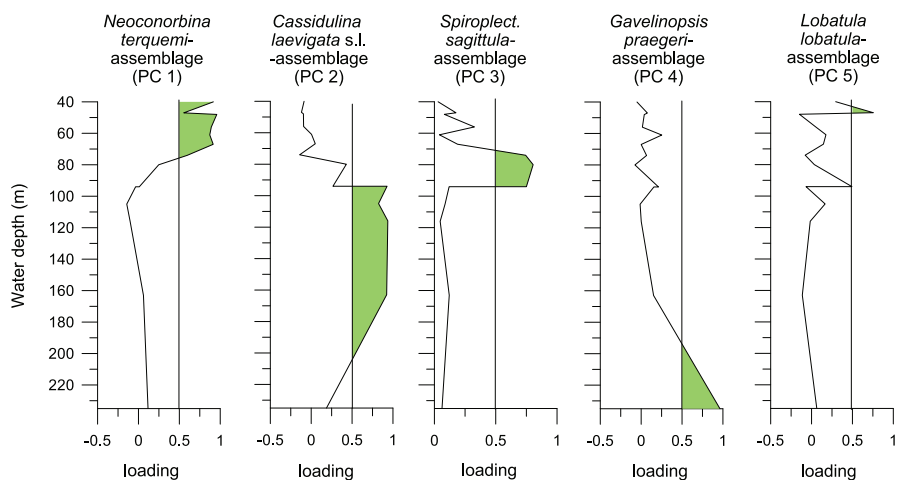 Neoconorbina
terquemi-
assemblage
(PC 1)
Cassidulina
laevigata s.l.
-assemblage
(PC 2)
Spiroplect.
sagittula-
assemblage
(PC 3)
Gavelinopsis
praegeri-
assemblage
(PC 4)
Lobatula
lobatula-
assemblage
(PC 5)
Water depth (m)
40
60
80
100
120
160
180
200
220
-0.5 0 0.5 1
-0.5 0 0.5 1
0 0.5 1
-0.5 0 0.5 1
-0.5 0 0.5 1
loading
loading
loading
loading
loading